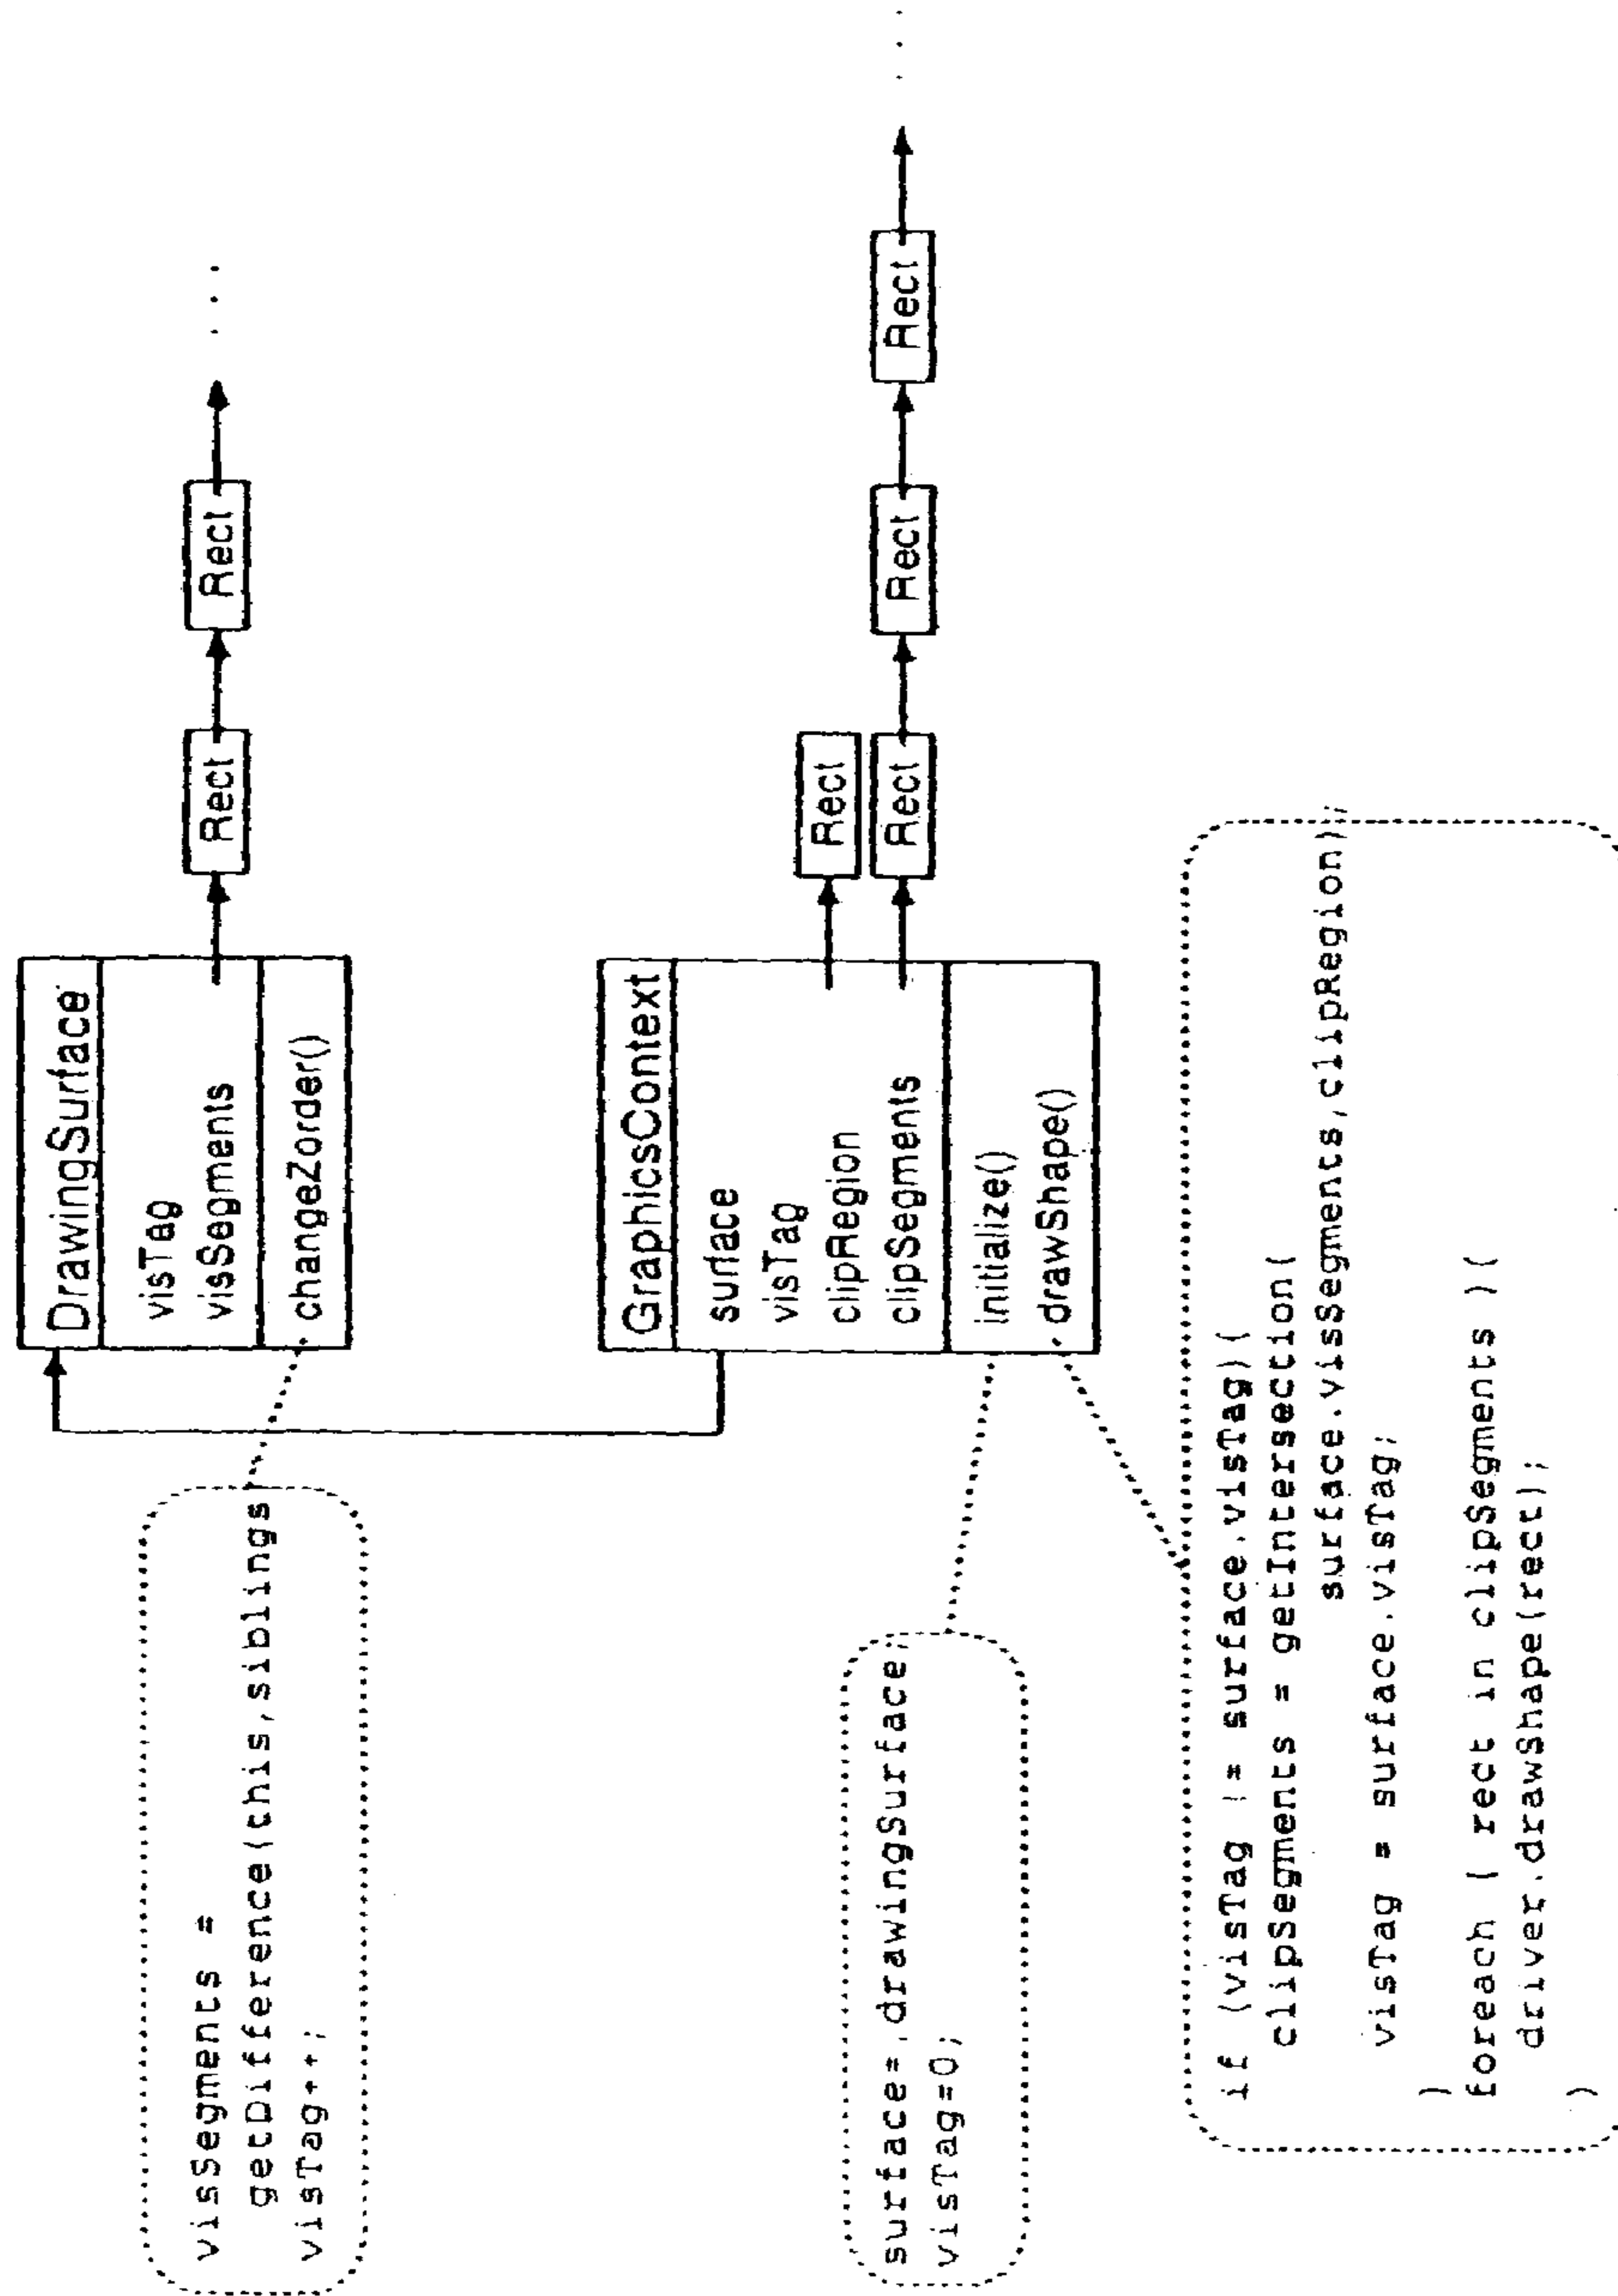 visSegments =
getDifference(this,siblings)
visTag++;
DrawingSurface
visTag
visSegments
changeZorder()
Rect
Rect
. . .
surface=drawingSurface;
visTag=0;
GraphicsContext
surface
visTag
clipRegion
clipSegments
initialize()
drawShape()
Rect
Rect
Rect
Rect
. . .
if (visTag != surface.visTag){
clipSegments = getIntersection(
surface.visSegments,clipRegion);
visTag = surface.visTag;
}
foreach ( rect in clipSegments ){
driver.drawShape(rect);
}